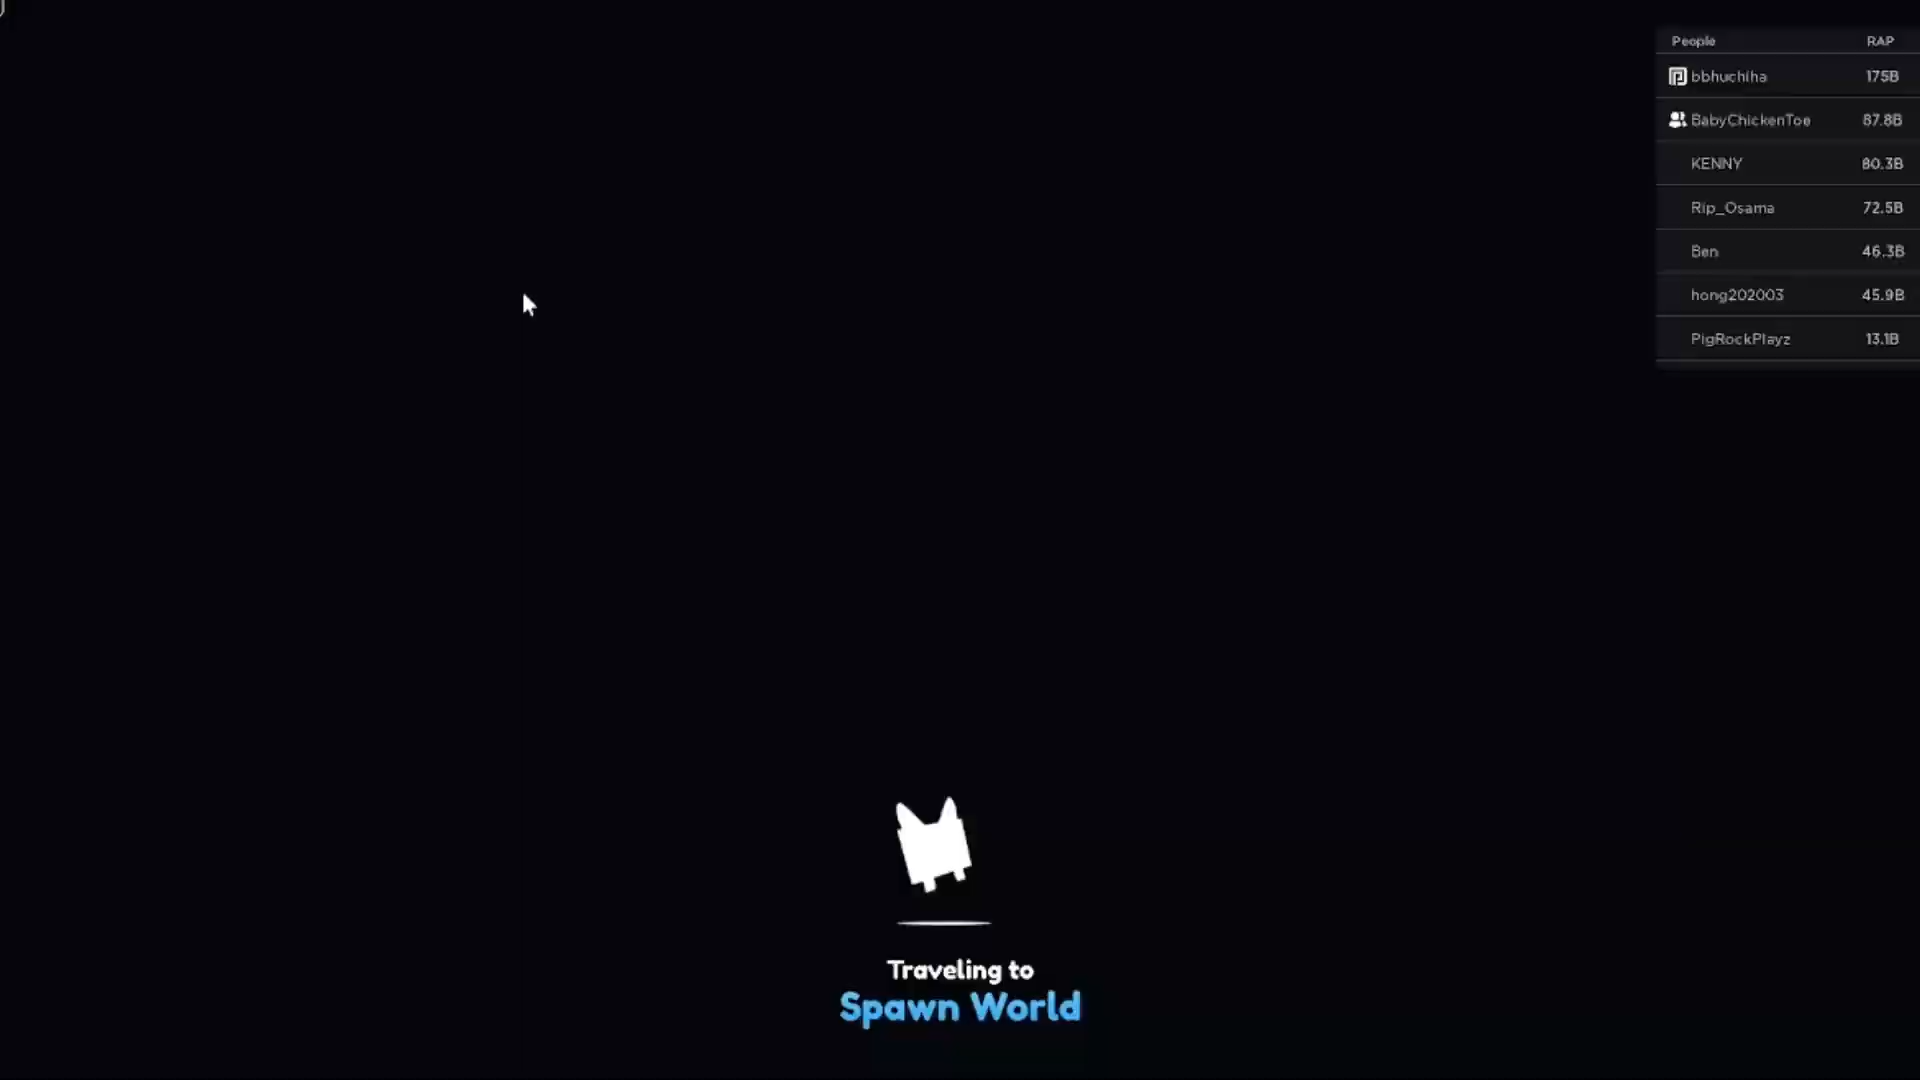 People RAP
bbhuchiha 175B
BabyChickenToe 87.8B
KENNY 80.3B
Rip_Osama 72.5B
Ben 46.3B
hong202003 45.9B
PigRockPlayz 13.1B
Traveling to
Spawn World